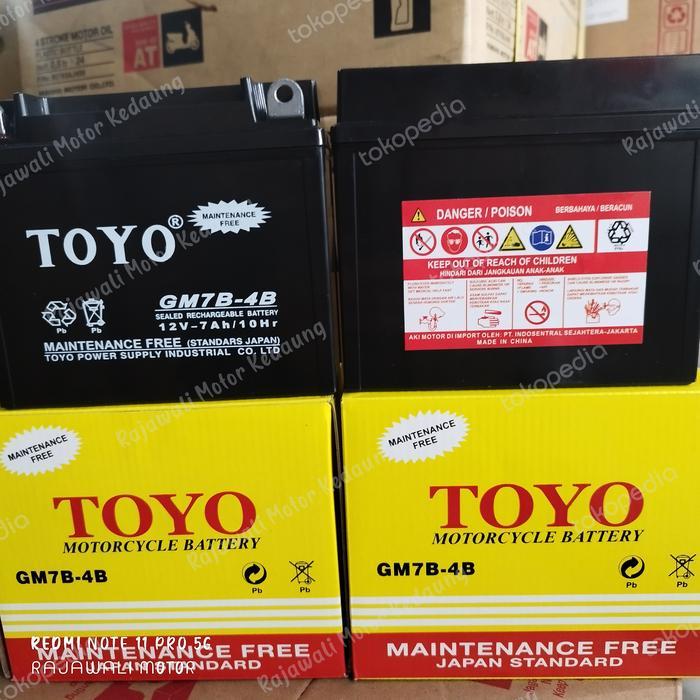 4 STROKE MOTOR OIL
AT
TOYO®
MAINTENANCE
FREE
GM7B-4B
SEALED RECHARGEABLE BATTERY
12V-7Ah/10Hr
MAINTENANCE FREE (STANDARS JAPAN)
TOYO POWER SUPPLY INDUSTRIAL CO. LTD
DANGER / POISON
BERBAHAYA / BERACUN
KEEP OUT OF REACH OF CHILDREN
HINDARI DARI JANGKAUAN ANAK-ANAK
AKI MOTOR DI IMPORT OLEH: PT. INDOSENTRAL SEJAHTERA-JAKARTA
MADE IN CHINA
MAINTENANCE
FREE
TOYO
MOTORCYCLE BATTERY
GM7B-4B
Pb
Pb
MAINTENANCE FREE
JAPAN STANDARD
MAINTENANCE
FREE
TOYO
MOTORCYCLE BATTERY
GM7B-4B
Pb
Pb
MAINTENANCE FREE
JAPAN STANDARD
REDMI NOTE 11 PRO 5G
RAJAWALI MOTOR
tokopedia
Rajawali Motor Kedaung